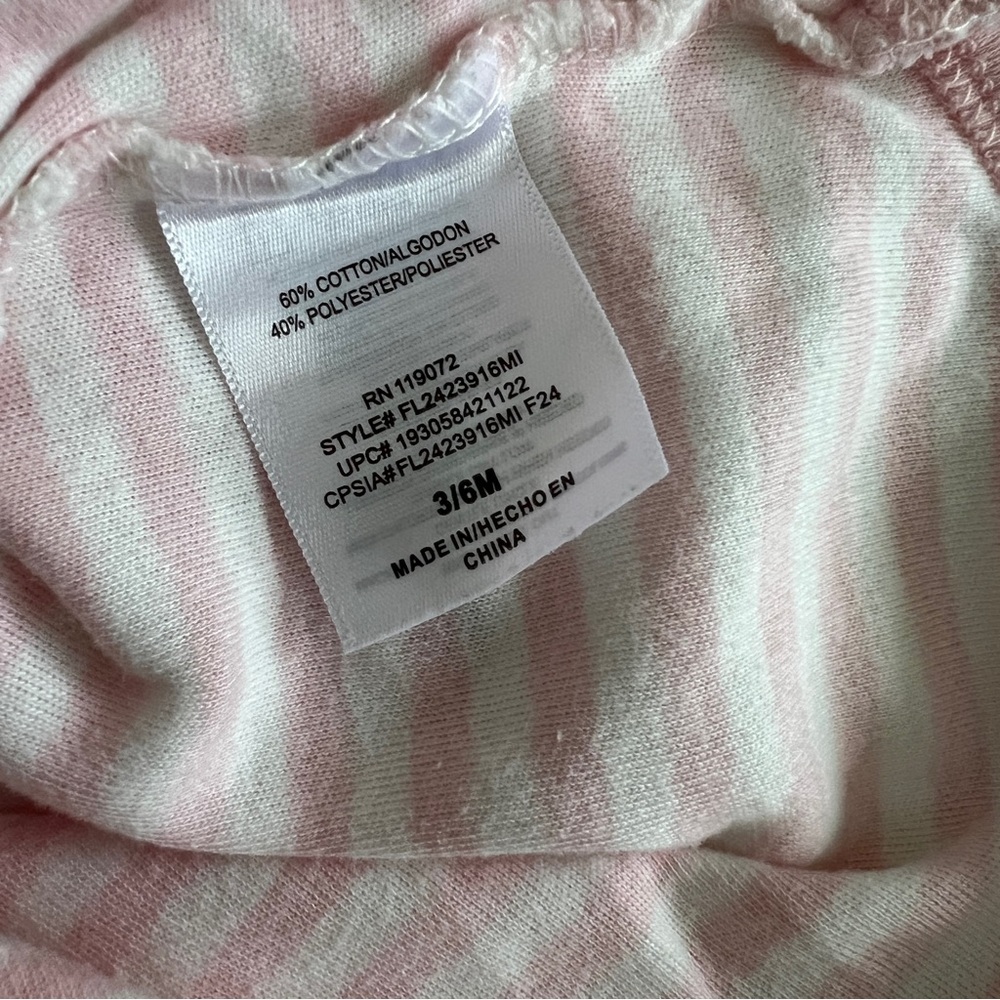 60% COTTON/ALGODON
40% POLYESTER/POLIESTER
RN 119072
STYLE# FL2423916MI
UPC# 193058421122
CPSIA#FL2423916MI F24
3/6M
MADE IN/HECHO EN
CHINA